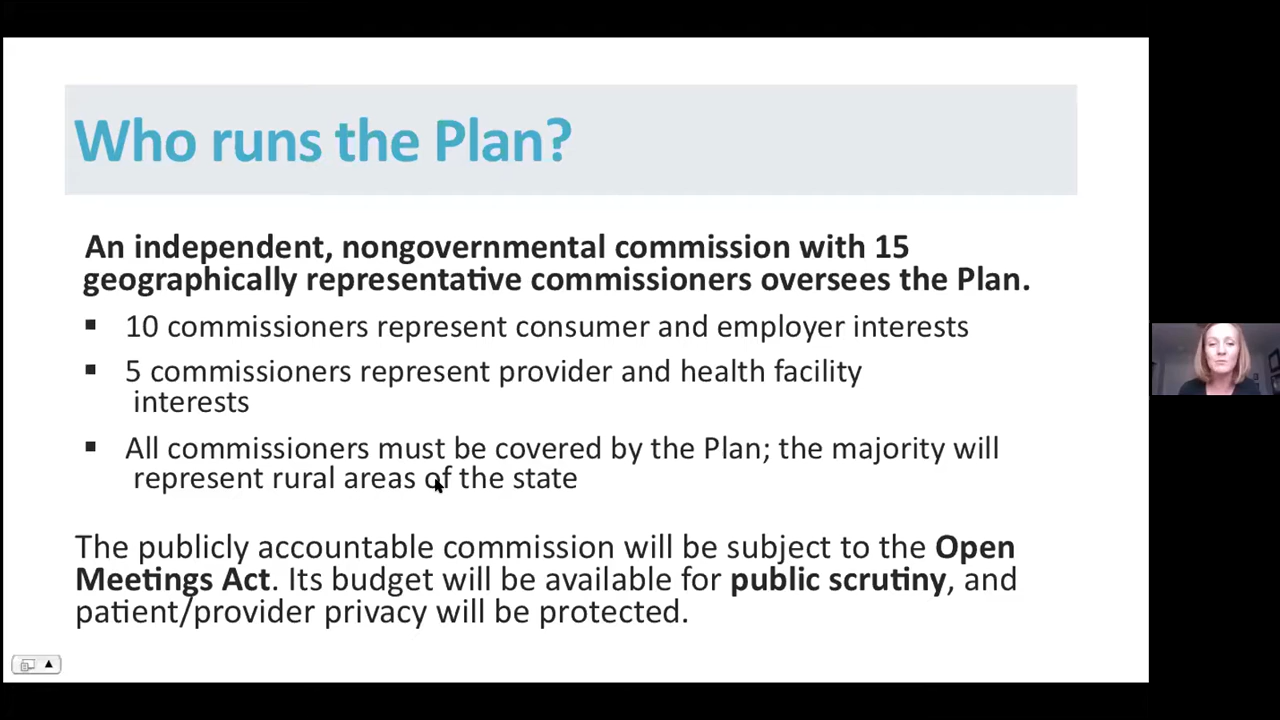 Who runs the Plan?
An independent, nongovernmental commission with 15
geographically representative commissioners oversees the Plan.
▪ 10 commissioners represent consumer and employer interests
▪ 5 commissioners represent provider and health facility
interests
▪ All commissioners must be covered by the Plan; the majority will
represent rural areas of the state
The publicly accountable commission will be subject to the Open
Meetings Act. Its budget will be available for public scrutiny, and
patient/provider privacy will be protected.